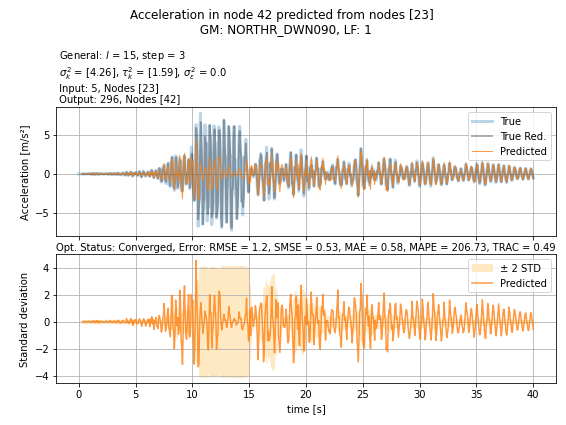 Acceleration in node 42 predicted from nodes [23]
GM: NORTHR_DWN090, LF: 1
General: l = 15, step = 3
σ²ₖ = [4.26], τ²ₖ = [1.59], σ²ₑ = 0.0
Input: 5, Nodes [23]
Output: 296, Nodes [42]
True
True Red.
Predicted
Acceleration [m/s²]
5
0
−5
Opt. Status: Converged, Error: RMSE = 1.2, SMSE = 0.53, MAE = 0.58, MAPE = 206.73, TRAC = 0.49
± 2 STD
Predicted
Standard deviation
4
2
0
−2
−4
0 5 10 15 20 25 30 35 40
time [s]